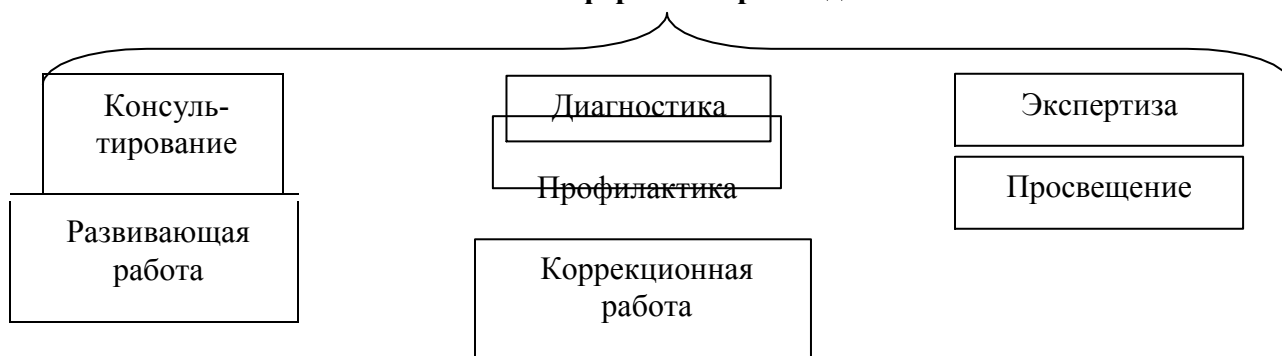 Консуль-
тирование
Развивающая
работа
Диагностика
Профилактика
Коррекционная
работа
Экспертиза
Просвещение